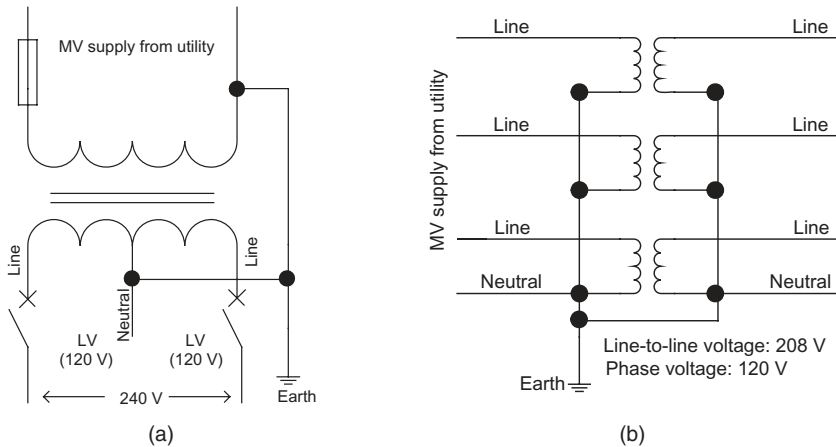 MV supply from utility
Line
Line
Neutral
LV
(120 V)
LV
(120 V)
240 V
Earth
(a)
MV supply from utility
Line
Line
Line
Line
Line
Line
Neutral
Neutral
Line-to-line voltage: 208 V
Phase voltage: 120 V
Earth
(b)